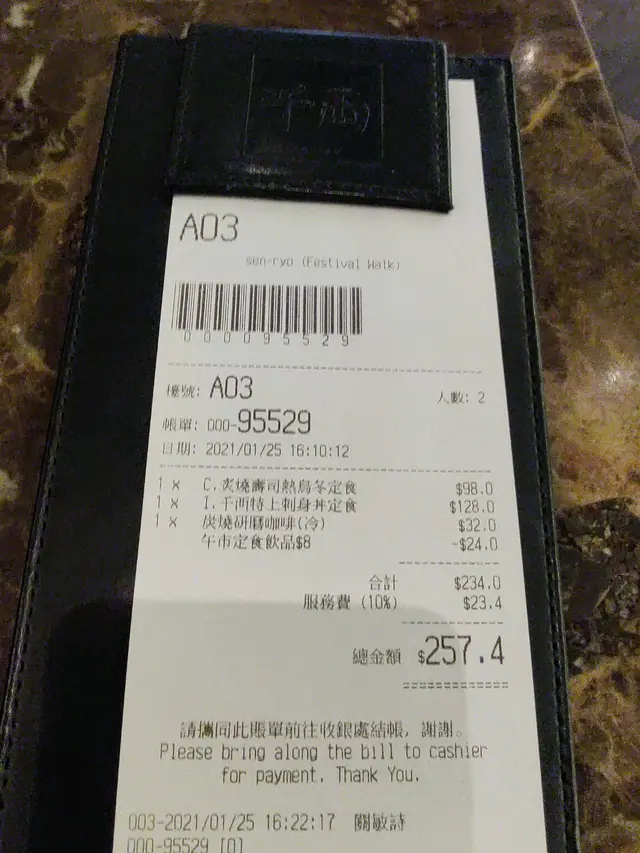 千両
A03
sen-ryo (Festival Walk)
000095529
檯號: A03 人數: 2
帳單: 000-95529
日期: 2021/01/25 16:10:12
1 x C.炙燒壽司熱烏冬定食 $98.0
1 x I.千両特上刺身丼定食 $128.0
1 x 炭燒研磨咖啡(冷) $32.0
午市定食飲品$8 -$24.0
合計 $234.0
服務費 (10%) $23.4
總金額 $257.4
請攜同此賬單前往收銀處結帳, 謝謝。
Please bring along the bill to cashier
for payment. Thank You.
003-2021/01/25 16:22:17 關敏詩
000-95529 [0]